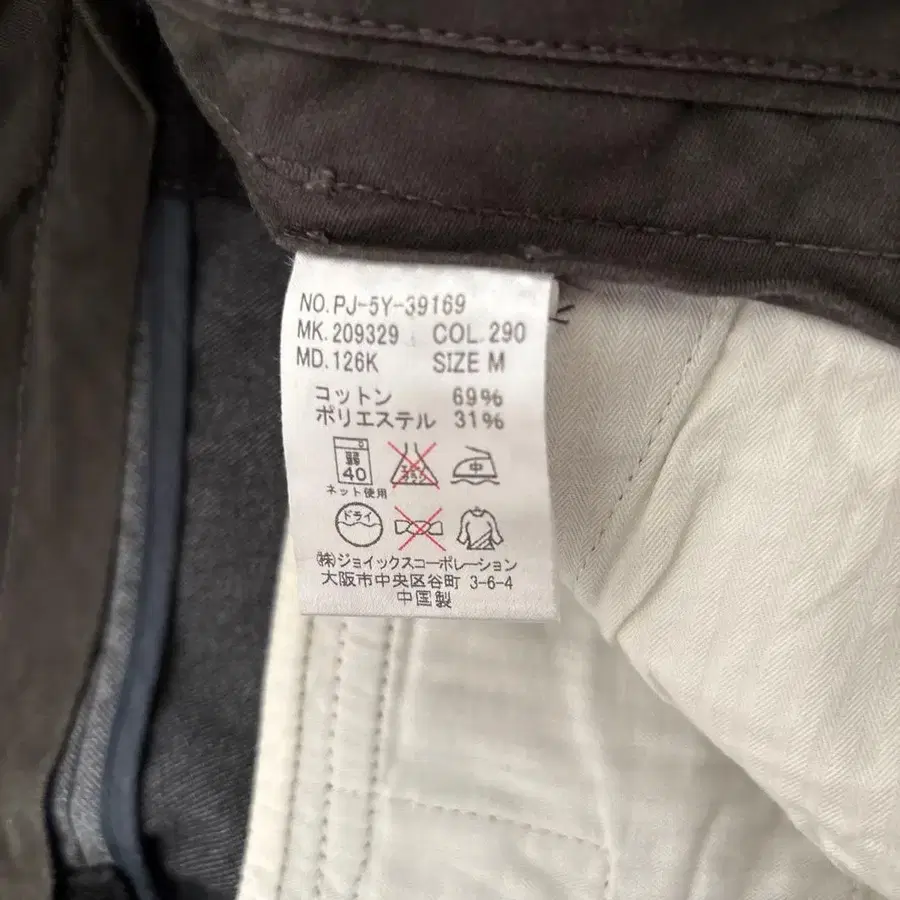 NO.PJ-5Y-39169
MK.209329 COL.290
MD.126K SIZE M
コットン 69%
ポリエステル 31%
弱
40
中
ネット使用
ドライ
㈱ジョイックスコーポレーション
大阪市中央区谷町 3-6-4
中国製